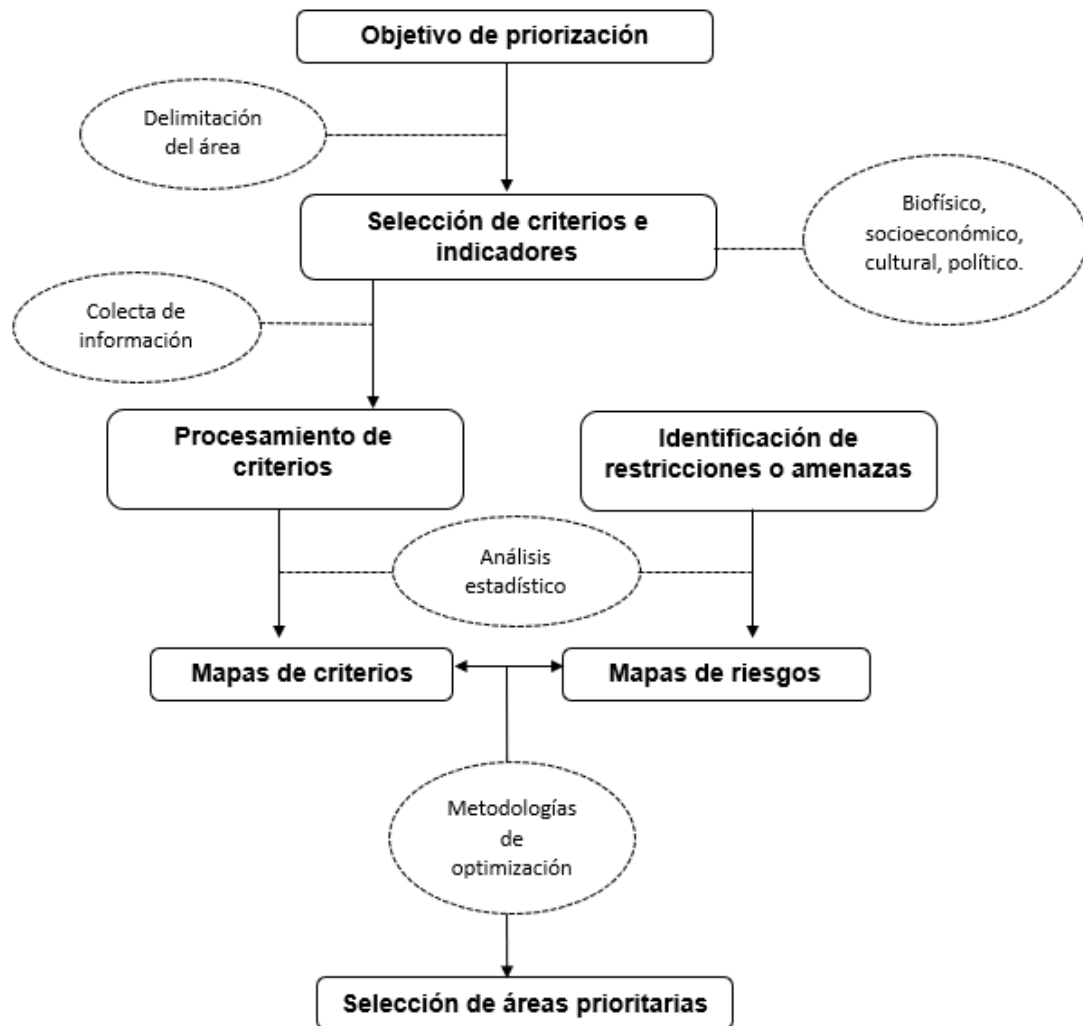 Objetivo de priorización
Delimitación
del área
Selección de criterios e
indicadores
Biofísico,
socioeconómico,
cultural, político.
Colecta de
información
Procesamiento de
criterios
Identificación de
restricciones o amenazas
Análisis
estadístico
Mapas de criterios
Mapas de riesgos
Metodologías
de
optimización
Selección de áreas prioritarias